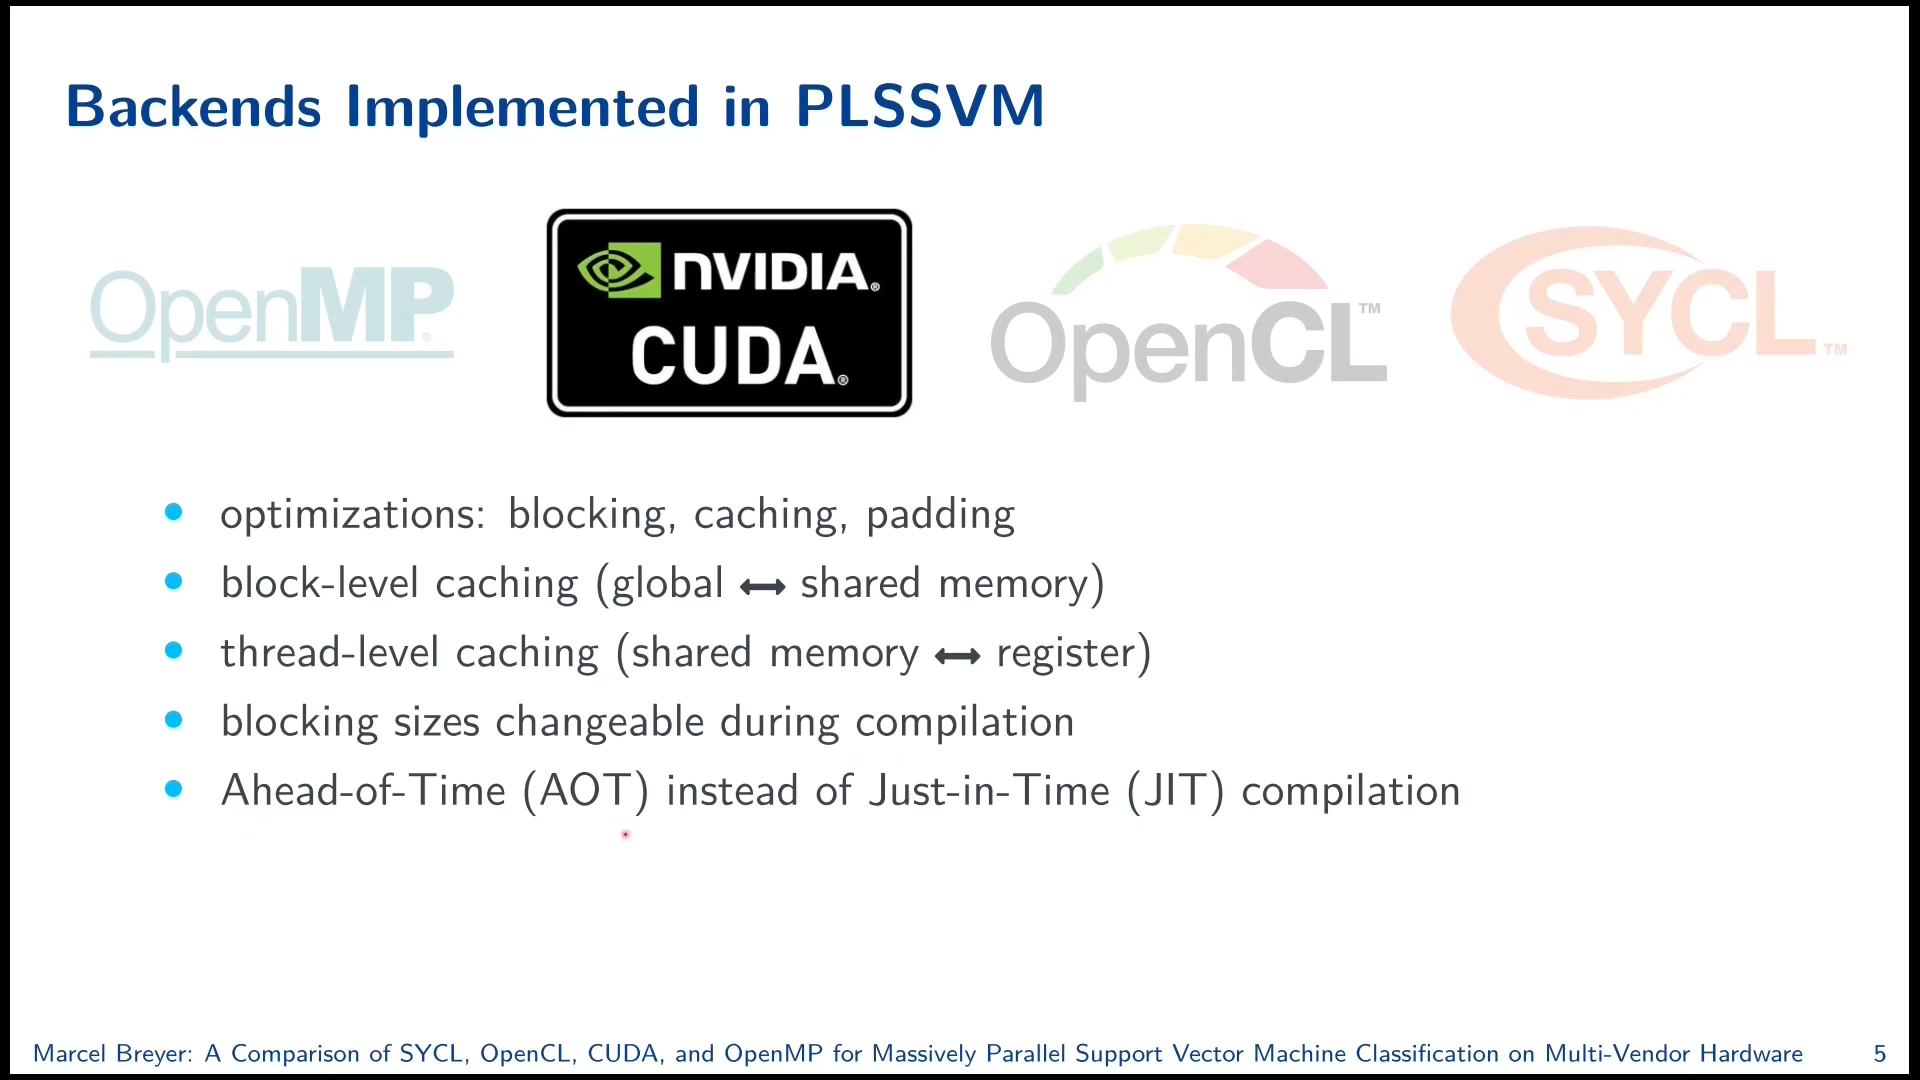 Backends Implemented in PLSSVM
OpenMP®
NVIDIA®
CUDA®
OpenCL™
SYCL™
optimizations: blocking, caching, padding
block-level caching (global ⟷ shared memory)
thread-level caching (shared memory ⟷ register)
blocking sizes changeable during compilation
Ahead-of-Time (AOT) instead of Just-in-Time (JIT) compilation
Marcel Breyer: A Comparison of SYCL, OpenCL, CUDA, and OpenMP for Massively Parallel Support Vector Machine Classification on Multi-Vendor Hardware 5